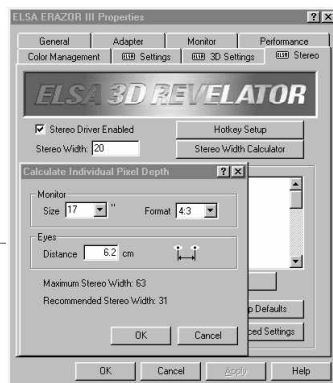 ELSA ERAZOR III Properties
General Adapter Monitor Performance
Color Management Settings 3D Settings Stereo
ELSA 3D REVELATOR
Stereo Driver Enabled Hotkey Setup
Stereo Width: 20 Stereo Width Calculator
Calculate Individual Pixel Depth
Monitor
Size 17 " Format 4:3
Eyes
Distance 6.2 cm
Maximum Stereo Width: 63
Recommended Stereo Width: 31
Defaults
Settings
OK Cancel
OK Cancel Apply Help